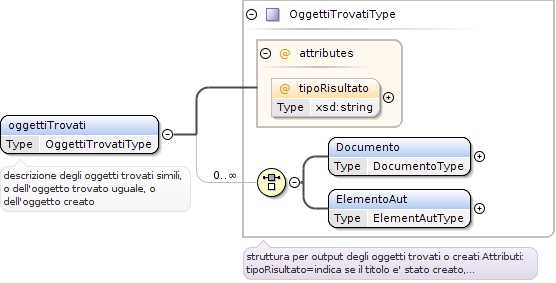 OggettiTrovatiType
@ attributes
@ tipoRisultato
Type xsd:string
oggettiTrovati
Type OggettiTrovatiType
descrizione degli oggetti trovati simili,
o dell'oggetto trovato uguale, o
dell'oggetto creato
0..∞
Documento
Type DocumentoType
ElementoAut
Type ElementAutType
struttura per output degli oggetti trovati o creati Attributi:
tipoRisultato=indica se il titolo e' stato creato,...